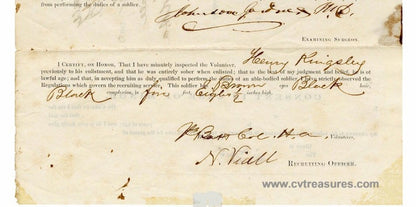 from performing the duties of a soldier.
EXAMINING SURGEON.
I CERTIFY, ON HONOR, That I have minutely inspected the Volunteer, Henry Kingsley
previously to his enlistment, and that he was entirely sober when enlisted; that to the best of my judgment and belief, he is of
lawful age; and that, in accepting him as duly qualified to perform the duties of an able-bodied soldier, I have strictly observed the
Regulations which govern the recruiting service. This soldier has Brown eyes Black hair,
Black complexion, is five feet eight inches high.
Volunteers,
N. Viall
RECRUITING OFFICER.
www.cvtreasures.com